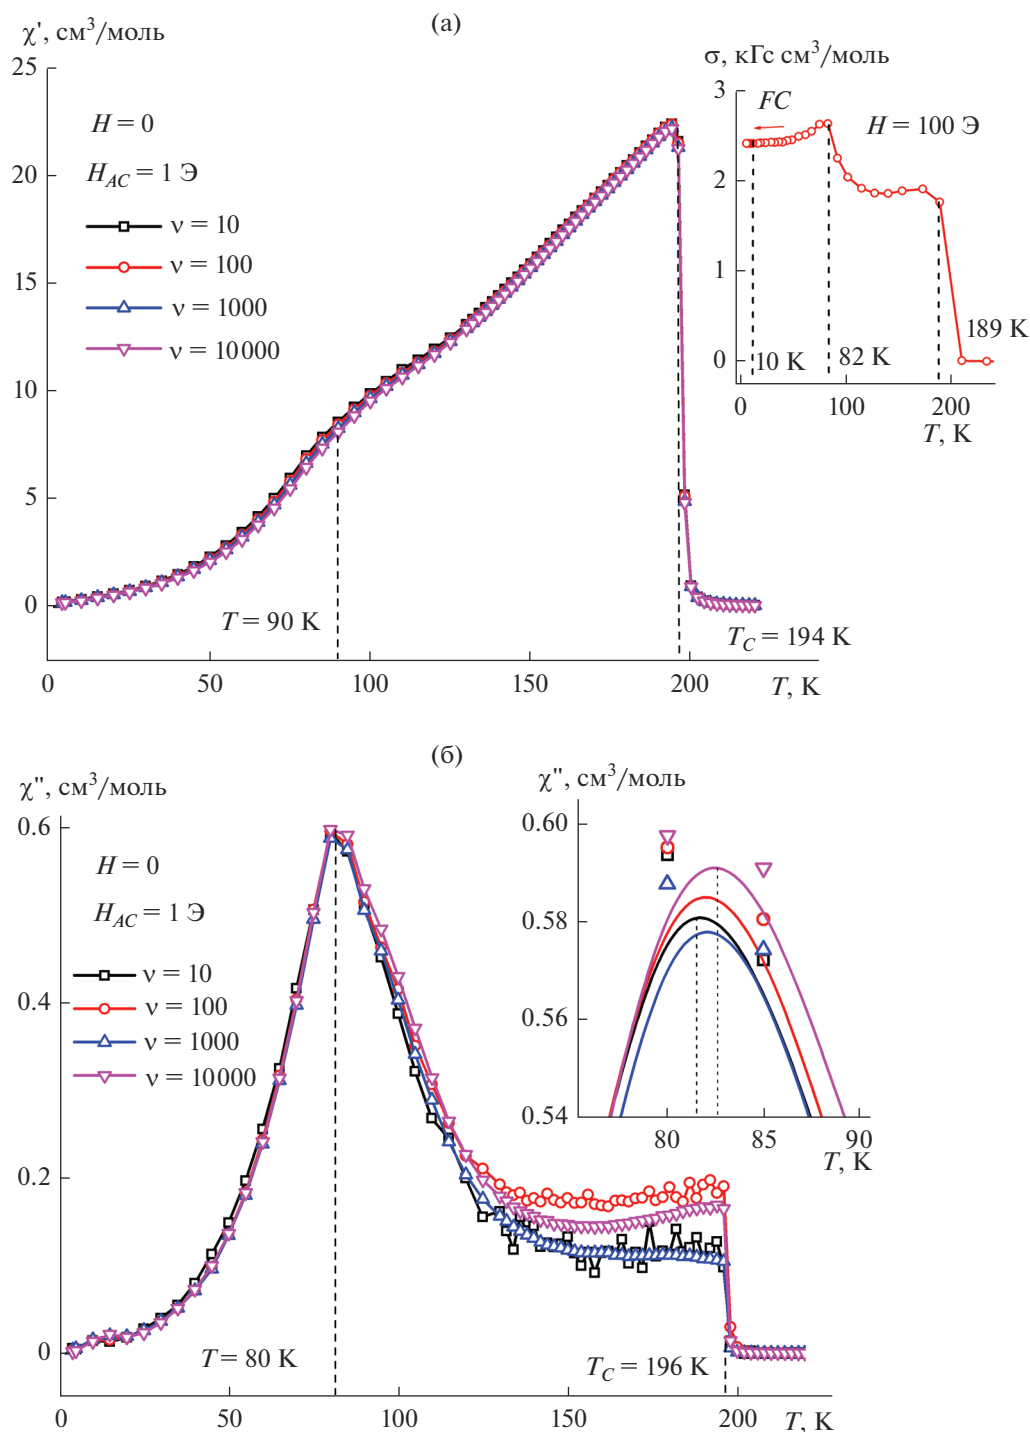 (а)
χ', см³/моль
25
20
15
10
5
0
H = 0
H_AC = 1 Э
ν = 10
ν = 100
ν = 1000
ν = 10000
T = 90 K
T_C = 194 K
0 50 100 150 200
T, K
σ, кГс см³/моль
3
2
1
0
FC
H = 100 Э
10 K
82 K
189 K
0 100 200
T, K
(б)
χ'', см³/моль
0.6
0.4
0.2
0
H = 0
H_AC = 1 Э
ν = 10
ν = 100
ν = 1000
ν = 10000
T = 80 K
T_C = 196 K
0 50 100 150 200
T, K
χ'', см³/моль
0.60
0.58
0.56
0.54
80 85 90
T, K